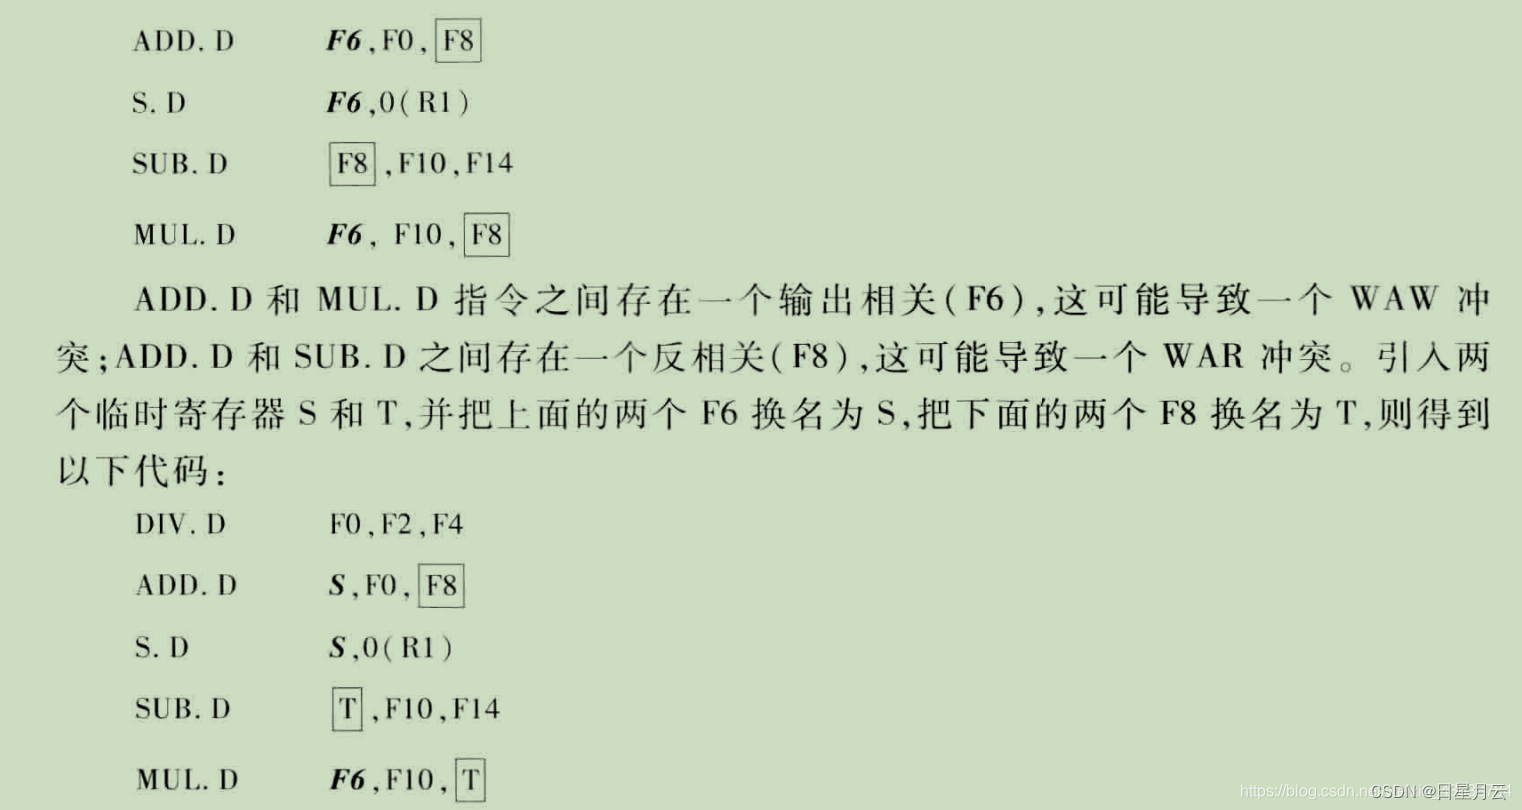 ADD. D F6,F0,F8
S. D F6,0(R1)
SUB. D F8,F10,F14
MUL. D F6, F10,F8
ADD. D 和 MUL. D 指令之间存在一个输出相关(F6),这可能导致一个 WAW 冲
突;ADD. D 和 SUB. D 之间存在一个反相关(F8),这可能导致一个 WAR 冲突。引入两
个临时寄存器 S 和 T,并把上面的两个 F6 换名为 S,把下面的两个 F8 换名为 T,则得到
以下代码:
DIV. D F0,F2,F4
ADD. D S,F0,F8
S. D S,0(R1)
SUB. D T,F10,F14
MUL. D F6,F10,T
https://blog.csdn.ne
CSDN @日星月云